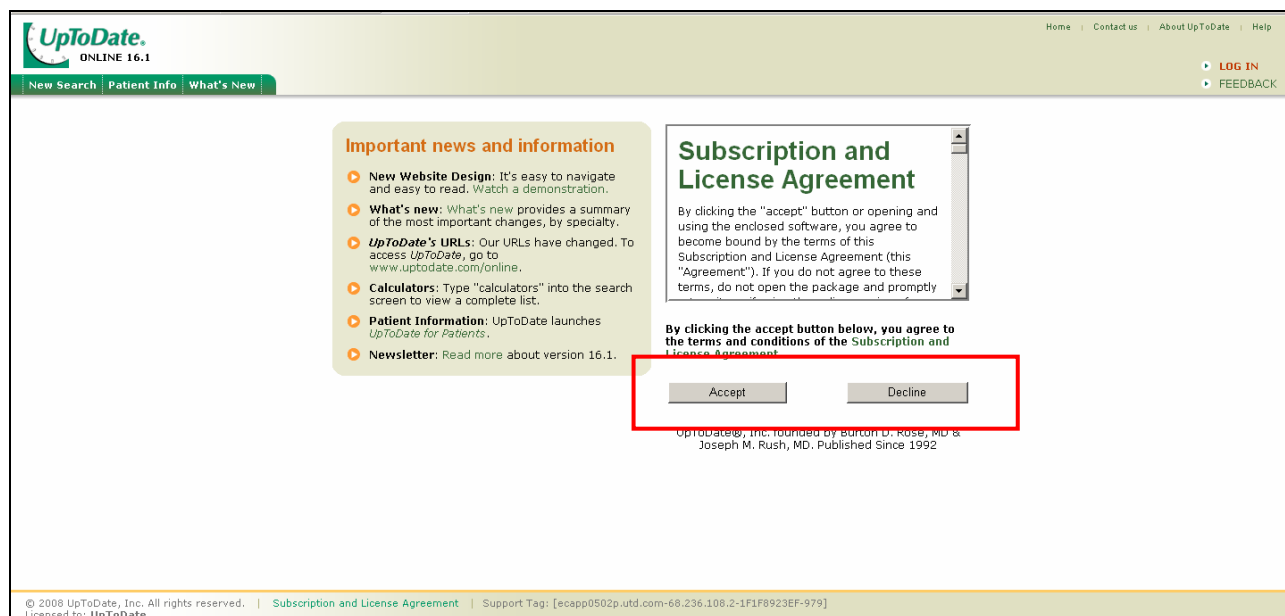 UpToDate®
ONLINE 16.1
Home | Contact us | About UpToDate | Help
LOG IN
FEEDBACK
New Search Patient Info What's New
Important news and information
New Website Design: It's easy to navigate
and easy to read. Watch a demonstration.
What's new: What's new provides a summary
of the most important changes, by specialty.
UpToDate's URLs: Our URLs have changed. To
access UpToDate, go to
www.uptodate.com/online.
Calculators: Type "calculators" into the search
screen to view a complete list.
Patient Information: UpToDate launches
UpToDate for Patients.
Newsletter: Read more about version 16.1.
Subscription and
License Agreement
By clicking the "accept" button or opening and
using the enclosed software, you agree to
become bound by the terms of this
Subscription and License Agreement (this
"Agreement"). If you do not agree to these
terms, do not open the package and promptly
By clicking the accept button below, you agree to
the terms and conditions of the Subscription and
License Agreement
Accept Decline
UpToDate®, Inc. founded by Burton D. Rose, MD &
Joseph M. Rush, MD. Published Since 1992
© 2008 UpToDate, Inc. All rights reserved. | Subscription and License Agreement | Support Tag: [ecapp0502p.utd.com-68.236.108.2-1F1F8923EF-979]
Licensed to: UpToDate